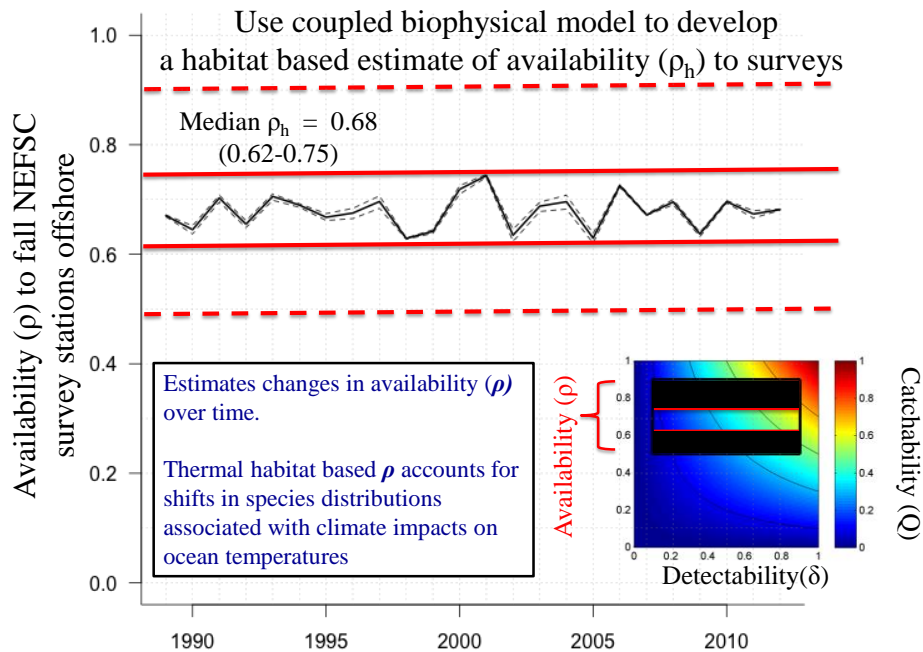 Use coupled biophysical model to develop
a habitat based estimate of availability (ρh) to surveys
Median ρh = 0.68
(0.62-0.75)
Availability (ρ) to fall NEFSC
survey stations offshore
1.0
0.8
0.6
0.4
0.2
0.0
1990
1995
2000
2005
2010
Estimates changes in availability (ρ)
over time.
Thermal habitat based ρ accounts for
shifts in species distributions
associated with climate impacts on
ocean temperatures
Availability (ρ)
1
0.8
0.6
0.4
0.2
0
0
0.2
0.4
0.6
0.8
1
Detectability(δ)
1
0.8
0.6
0.4
0.2
0
Catchability (Q)